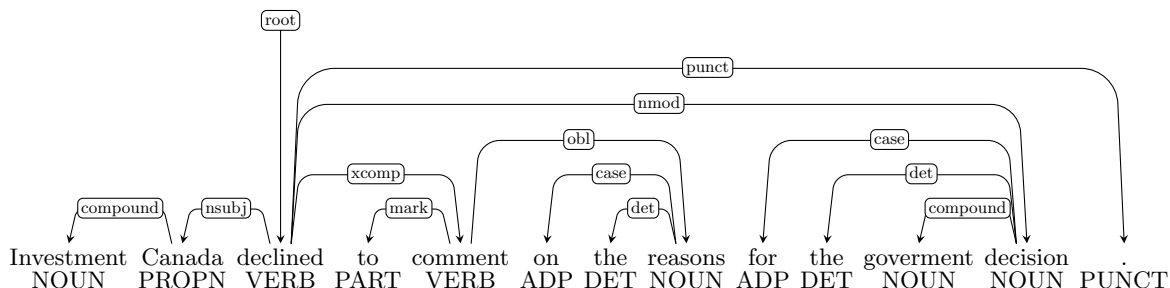 root
punct
nmod
obl case
xcomp case det
compound nsubj mark det compound
Investment Canada declined to comment on the reasons for the goverment decision .
NOUN PROPN VERB PART VERB ADP DET NOUN ADP DET NOUN NOUN PUNCT